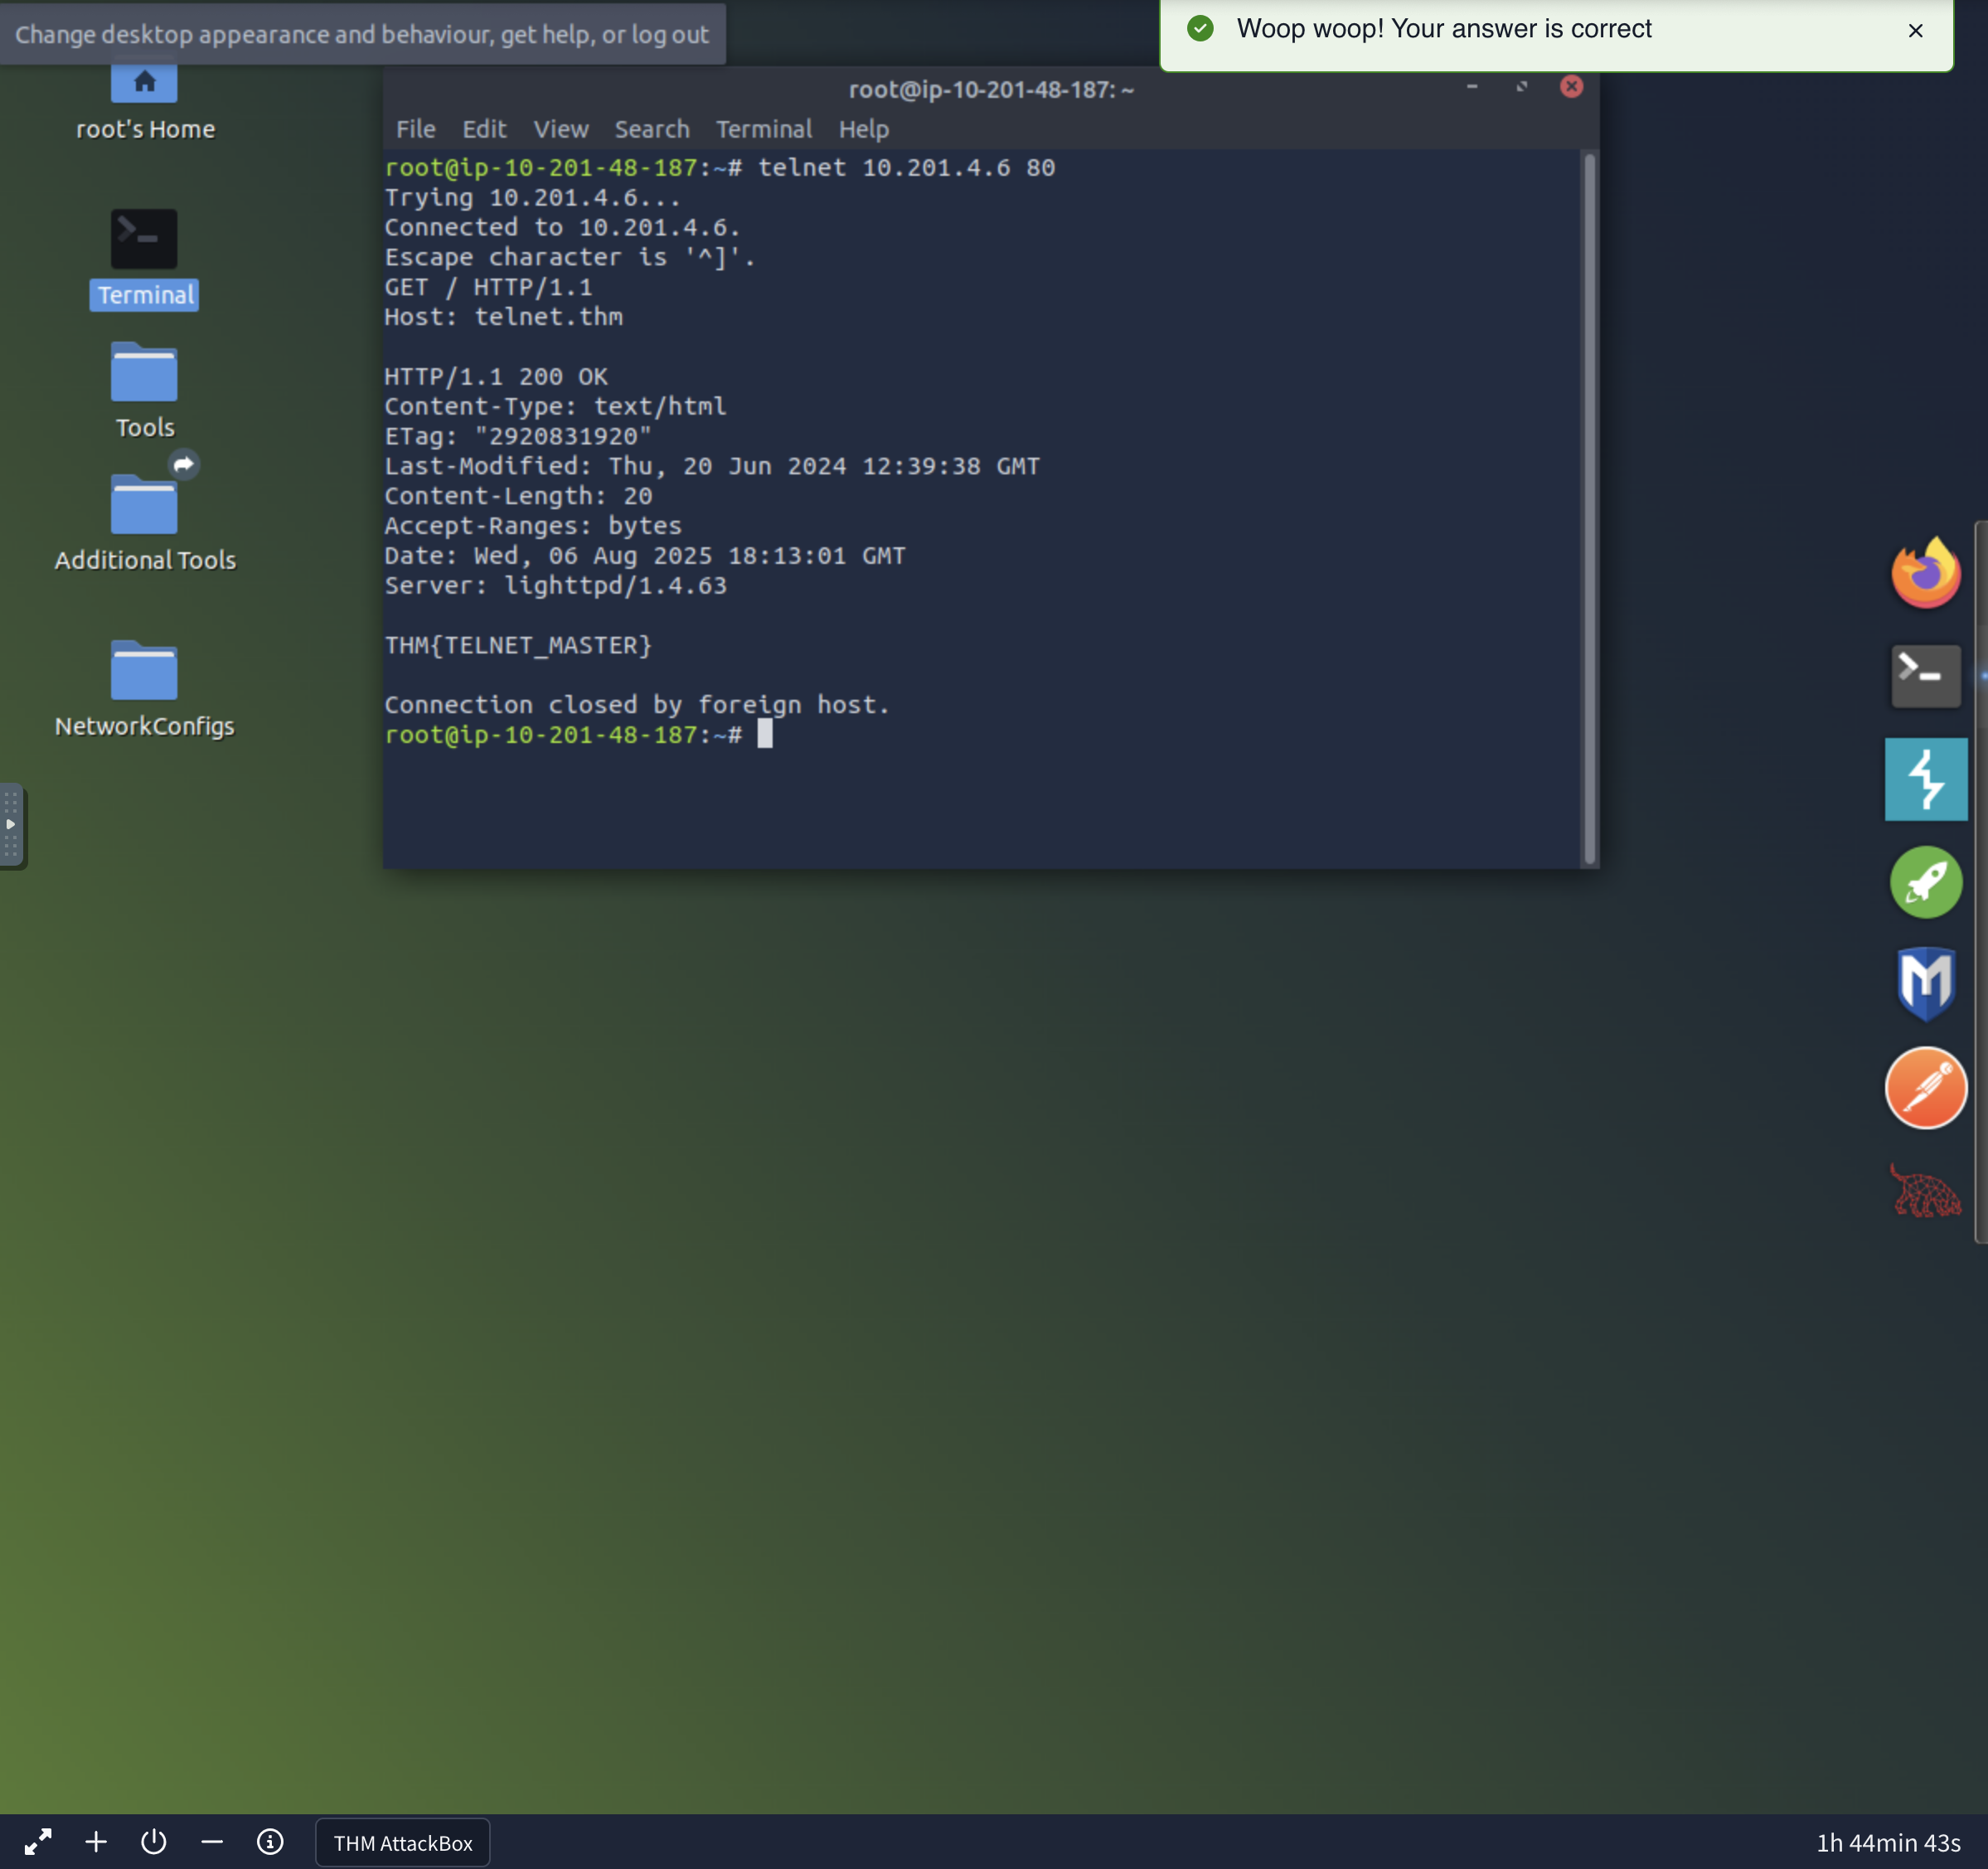 Change desktop appearance and behaviour, get help, or log out
Woop woop! Your answer is correct
root's Home
Terminal
Tools
Additional Tools
NetworkConfigs
root@ip-10-201-48-187: ~
File Edit View Search Terminal Help
root@ip-10-201-48-187:~# telnet 10.201.4.6 80
Trying 10.201.4.6...
Connected to 10.201.4.6.
Escape character is '^]'.
GET / HTTP/1.1
Host: telnet.thm
HTTP/1.1 200 OK
Content-Type: text/html
ETag: "2920831920"
Last-Modified: Thu, 20 Jun 2024 12:39:38 GMT
Content-Length: 20
Accept-Ranges: bytes
Date: Wed, 06 Aug 2025 18:13:01 GMT
Server: lighttpd/1.4.63
THM{TELNET_MASTER}
Connection closed by foreign host.
root@ip-10-201-48-187:~#
THM AttackBox
1h 44min 43s